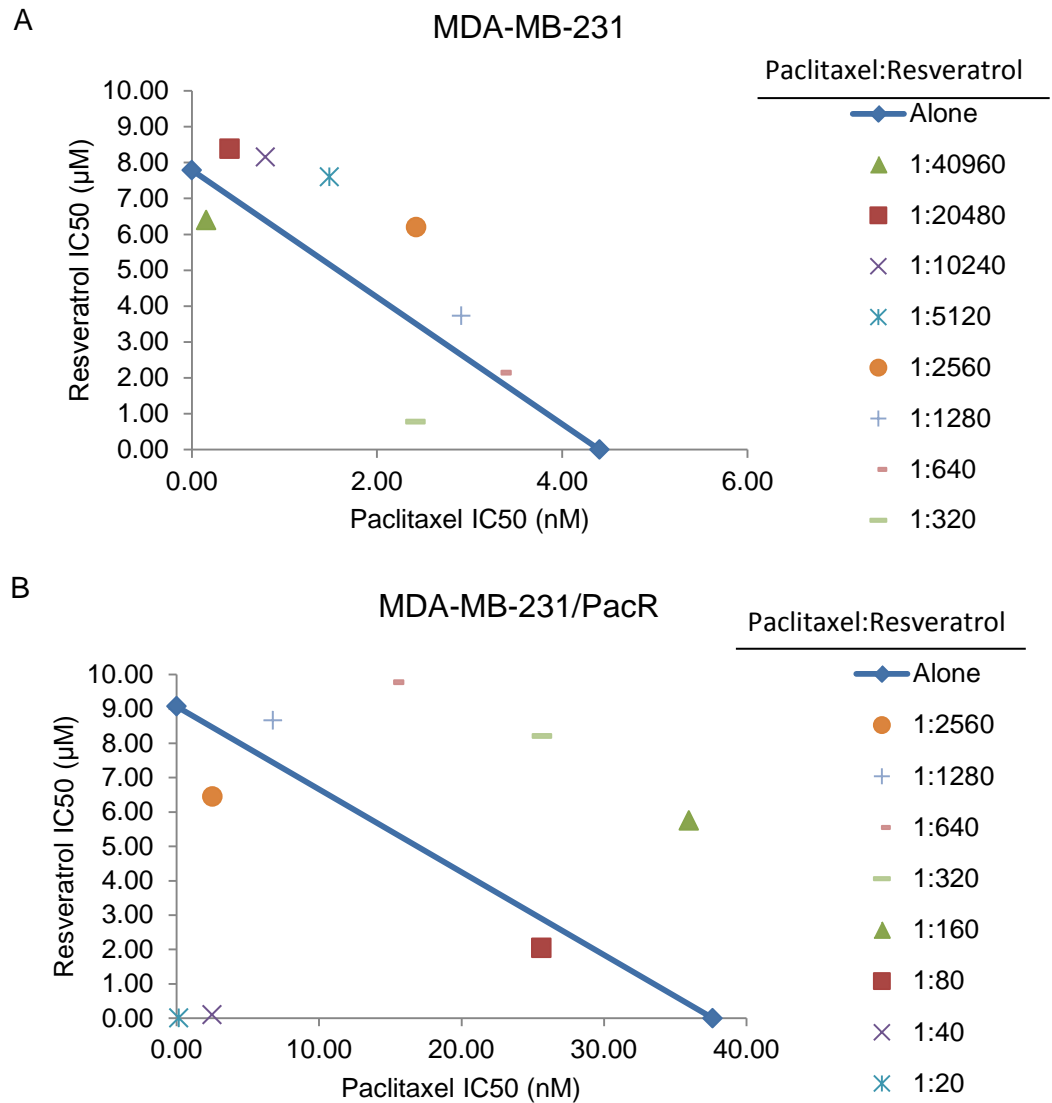 A
MDA-MB-231
Paclitaxel:Resveratrol
10.00
9.00
8.00
7.00
6.00
5.00
4.00
3.00
2.00
1.00
0.00
Resveratrol IC50 (µM)
0.00 2.00 4.00 6.00
Paclitaxel IC50 (nM)
Alone
1:40960
1:20480
1:10240
1:5120
1:2560
1:1280
1:640
1:320
B
MDA-MB-231/PacR
Paclitaxel:Resveratrol
10.00
9.00
8.00
7.00
6.00
5.00
4.00
3.00
2.00
1.00
0.00
Resveratrol IC50 (µM)
0.00 10.00 20.00 30.00 40.00
Paclitaxel IC50 (nM)
Alone
1:2560
1:1280
1:640
1:320
1:160
1:80
1:40
1:20